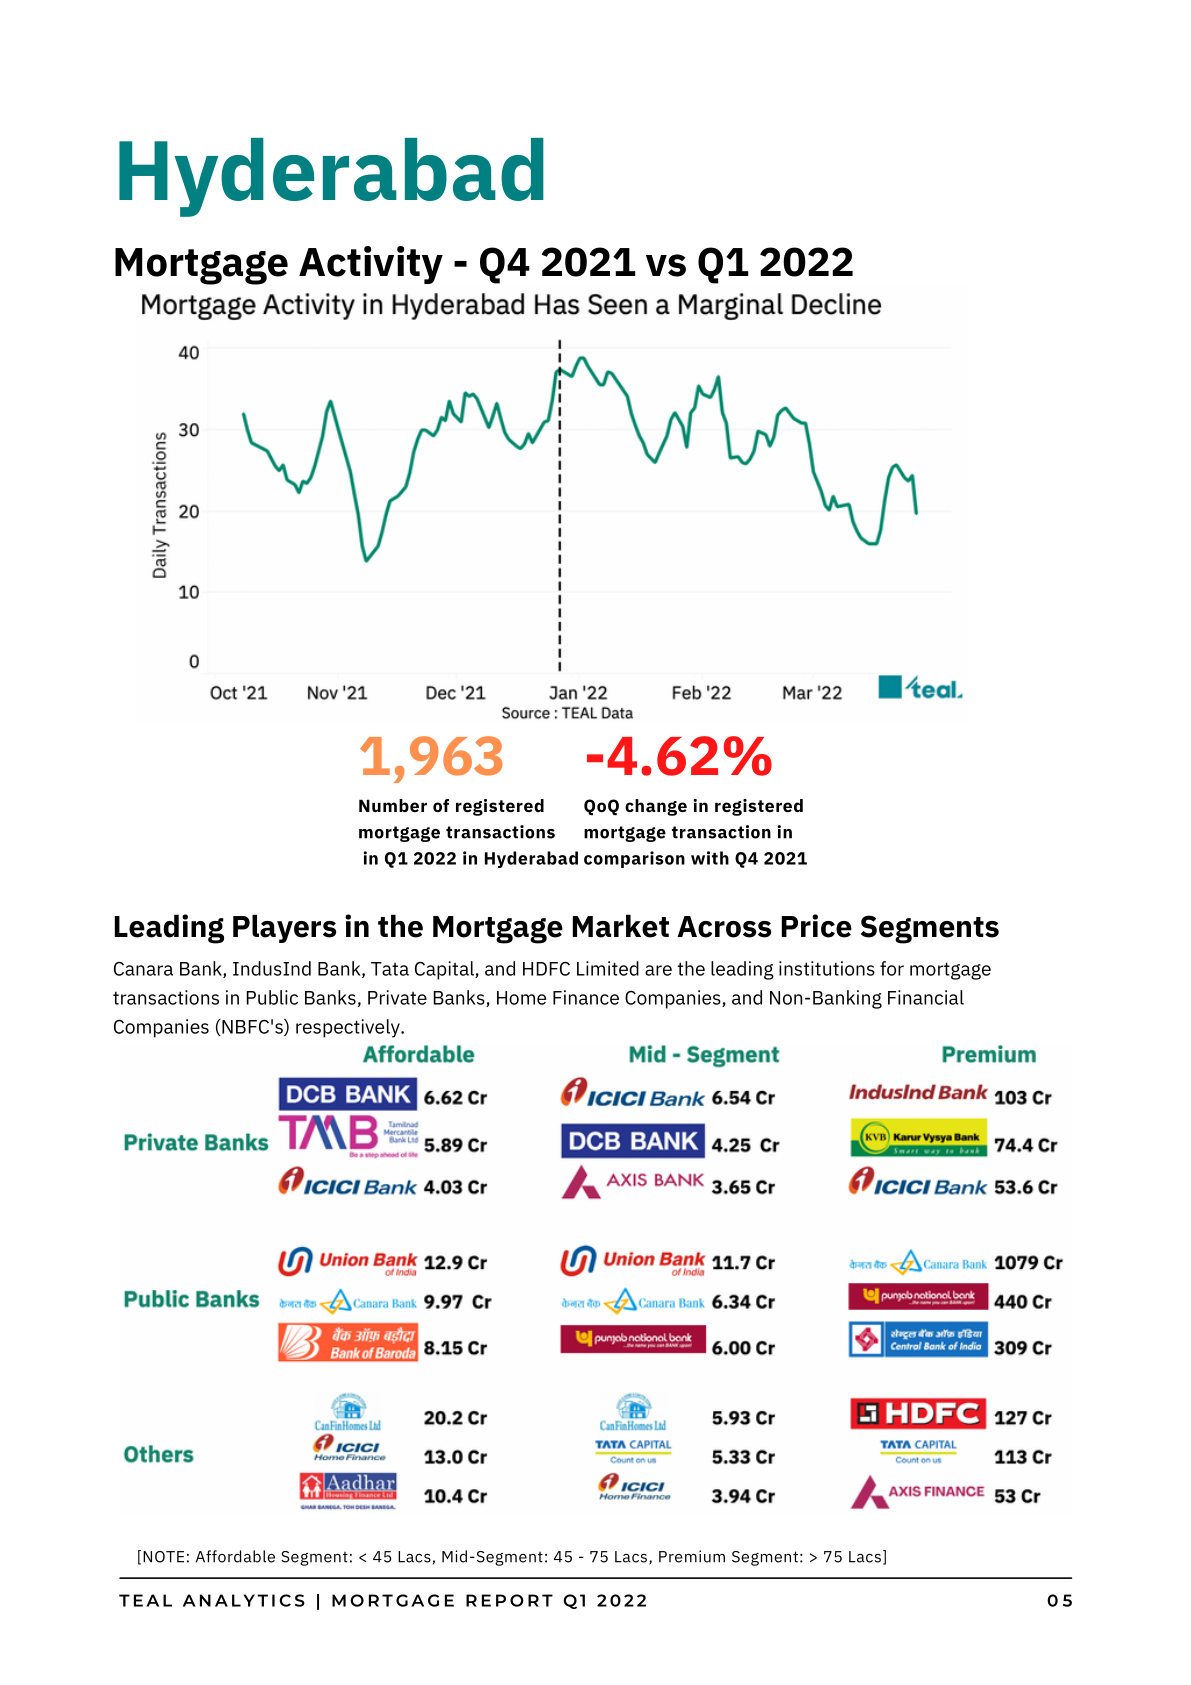 Hyderabad
Mortgage Activity - Q4 2021 vs Q1 2022
Mortgage Activity in Hyderabad Has Seen a Marginal Decline
40
30
20
10
0
Daily Transactions
Oct '21 Nov '21 Dec '21 Jan '22 Feb '22 Mar '22
teal.
Source : TEAL Data
1,963
Number of registered
mortgage transactions
in Q1 2022 in Hyderabad
-4.62%
QoQ change in registered
mortgage transaction in
comparison with Q4 2021
Leading Players in the Mortgage Market Across Price Segments
Canara Bank, IndusInd Bank, Tata Capital, and HDFC Limited are the leading institutions for mortgage
transactions in Public Banks, Private Banks, Home Finance Companies, and Non-Banking Financial
Companies (NBFC's) respectively.
Affordable Mid - Segment Premium
Private Banks
DCB BANK 6.62 Cr
ICICI Bank 6.54 Cr
IndusInd Bank 103 Cr
TMB Tamilnad
Mercantile
Bank Ltd
Be a step ahead of life
5.89 Cr
DCB BANK 4.25 Cr
KVB Karur Vysya Bank
Smart way to bank
74.4 Cr
ICICI Bank 4.03 Cr
AXIS BANK 3.65 Cr
ICICI Bank 53.6 Cr
Public Banks
Union Bank
of India
12.9 Cr
Union Bank
of India
11.7 Cr
केनरा बैंक Canara Bank 1079 Cr
केनरा बैंक Canara Bank 9.97 Cr
केनरा बैंक Canara Bank 6.34 Cr
punjab national bank
...the name you can BANK upon!
440 Cr
बैंक ऑफ़ बड़ौदा
Bank of Baroda
8.15 Cr
punjab national bank
...the name you can BANK upon!
6.00 Cr
सेन्ट्रल बैंक ऑफ इंडिया
Central Bank of India
309 Cr
Others
CanFinHomes Ltd
20.2 Cr
CanFinHomes Ltd
5.93 Cr
HDFC 127 Cr
ICICI
Home Finance
13.0 Cr
TATA CAPITAL
Count on us
5.33 Cr
TATA CAPITAL
Count on us
113 Cr
Aadhar
Housing Finance Ltd
GHAR BANEGA, TOH DESH BANEGA.
10.4 Cr
ICICI
Home Finance
3.94 Cr
AXIS FINANCE 53 Cr
[NOTE: Affordable Segment: < 45 Lacs, Mid-Segment: 45 - 75 Lacs, Premium Segment: > 75 Lacs]
TEAL ANALYTICS | MORTGAGE REPORT Q1 2022 05